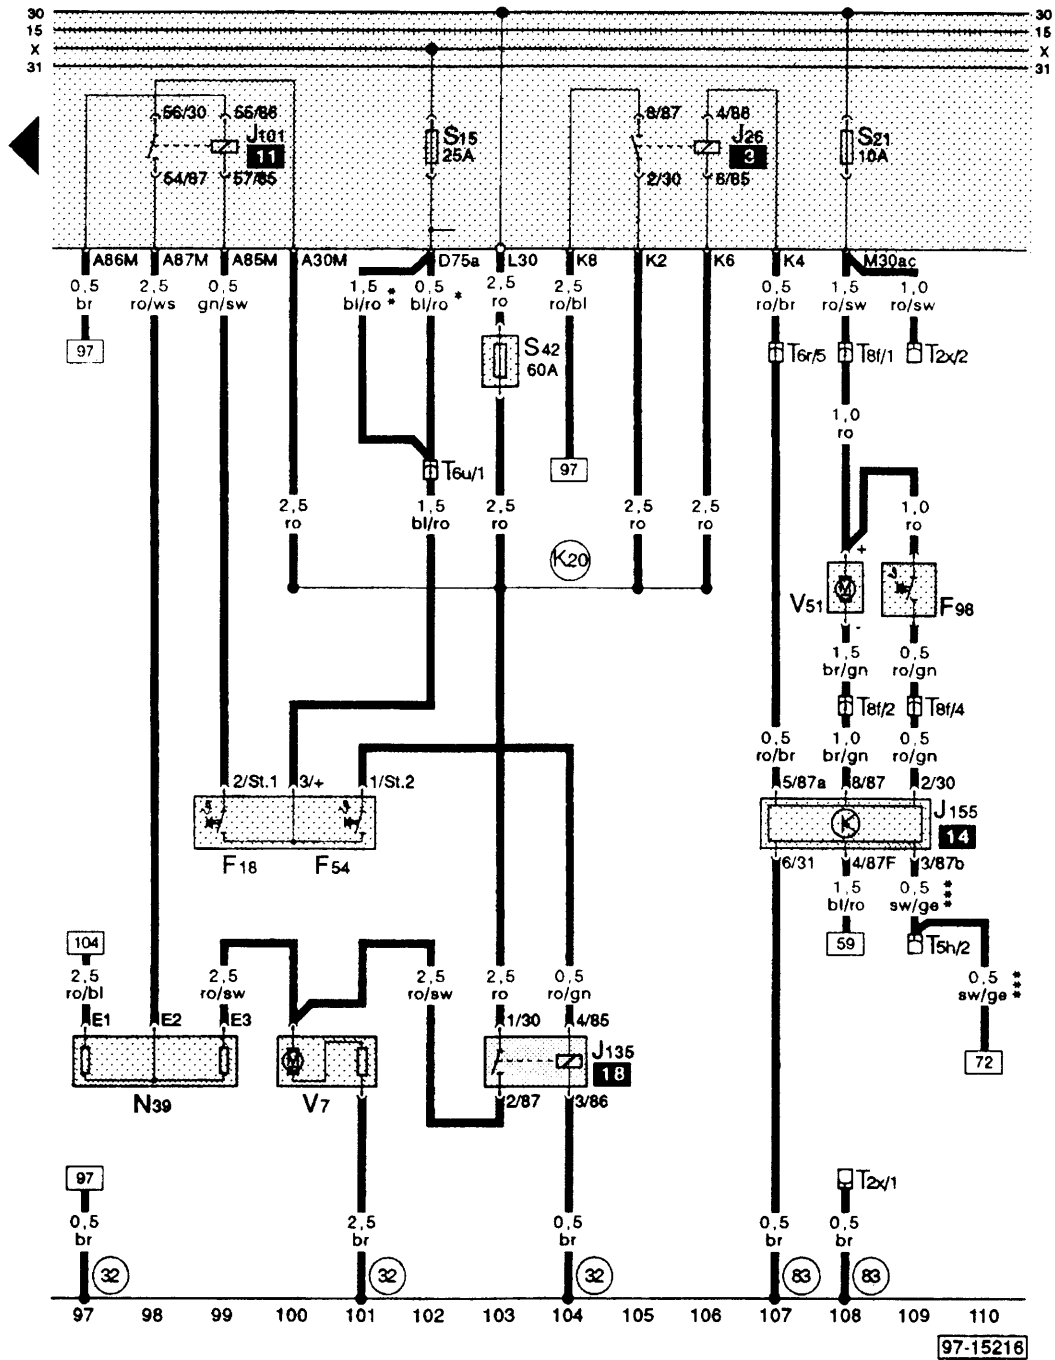 30 30
15 15
X X
31 31
56/30 55/86 8/87 4/86
J101 S15 J26 S21
11 25A 3 10A
54/87 57/85 2/30 6/85
A86M A87M A85M A30M D75a L30 K8 K2 K6 K4 M30ac
0,5 2,5 0,5 1,5 * 0,5 * 2,5 2,5 0,5 1,5 1,0
br ro/ws gn/sw bl/ro * bl/ro ro ro/bl ro/br ro/sw ro/sw
97 S42 T6r/5 T8f/1 T2x/2
60A
1,0
ro
97
T6u/1
2,5 1,5 2,5 2,5 2,5 1,0
ro bl/ro ro ro ro ro
K20 +
M
V51 F98
-
1,5 0,5
br/gn ro/gn
T8f/2 T8f/4
0,5 1,0 0,5
ro/br br/gn ro/gn
2/St.1 3/+ 1/St.2 5/87a 8/87 2/30
J155
14
F18 F54 6/31 4/87F 3/87b
1,5 0,5 ***
bl/ro sw/ge
104 59 T5h/2
2,5 2,5 2,5 2,5 0,5 0,5 ***
ro/bl ro/sw ro/sw ro ro/gn sw/ge
E1 E2 E3 1/30 4/85
M J135 72
18
N39 V7 2/87 3/86
97 T2x/1
0,5 2,5 0,5 0,5 0,5
br br br br br
32 32 32 83 83
97 98 99 100 101 102 103 104 105 106 107 108 109 110
97-15216